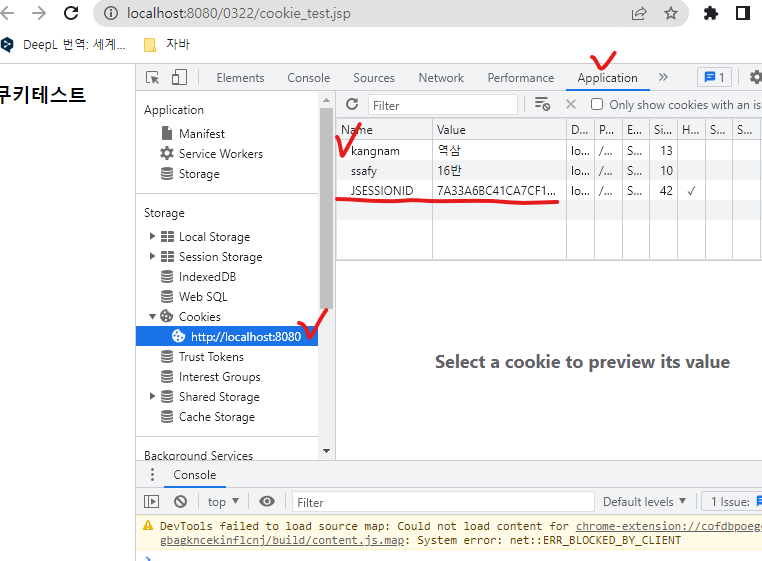 localhost:8080/0322/cookie_test.jsp
DeepL 번역: 세계... 자바
쿠키테스트
Elements Console Sources Network Performance Application 1
Application
Manifest
Service Workers
Storage
Storage
Local Storage
Session Storage
IndexedDB
Web SQL
Cookies
http://localhost:8080
Trust Tokens
Interest Groups
Shared Storage
Cache Storage
Background Services
Filter Only show cookies with an is
Name Value D... P... E... Si... H... S... S...
kangnam 역삼 lo... /... S... 13
ssafy 16반 lo... /... S... 10
JSESSIONID 7A33A6BC41CA7CF1... lo... /... S... 42 ✓
Select a cookie to preview its value
Console
top Filter Default levels 1 Issue:
DevTools failed to load source map: Could not load content for chrome-extension://cofdbpoege
gbagkncekinflcnj/build/content.js.map: System error: net::ERR_BLOCKED_BY_CLIENT